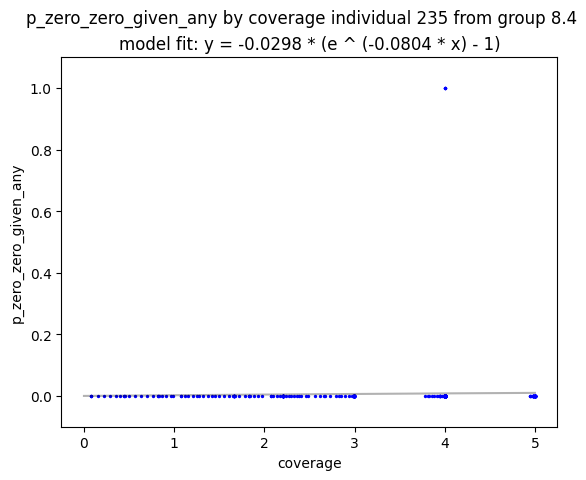 p_zero_zero_given_any by coverage individual 235 from group 8.4
model fit: y = -0.0298 * (e ^ (-0.0804 * x) - 1)
1.0
0.8
0.6
0.4
0.2
0.0
p_zero_zero_given_any
0 1 2 3 4 5
coverage